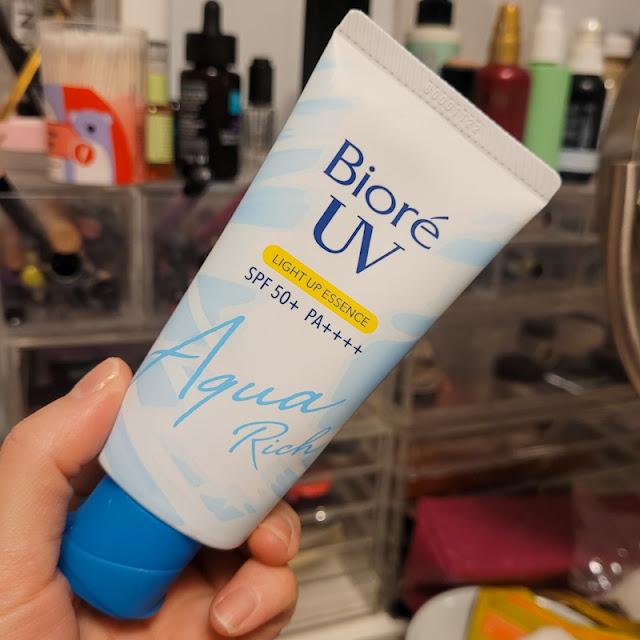 Bioré
UV
LIGHT UP ESSENCE
SPF 50+ PA++++
Aqua
Rich